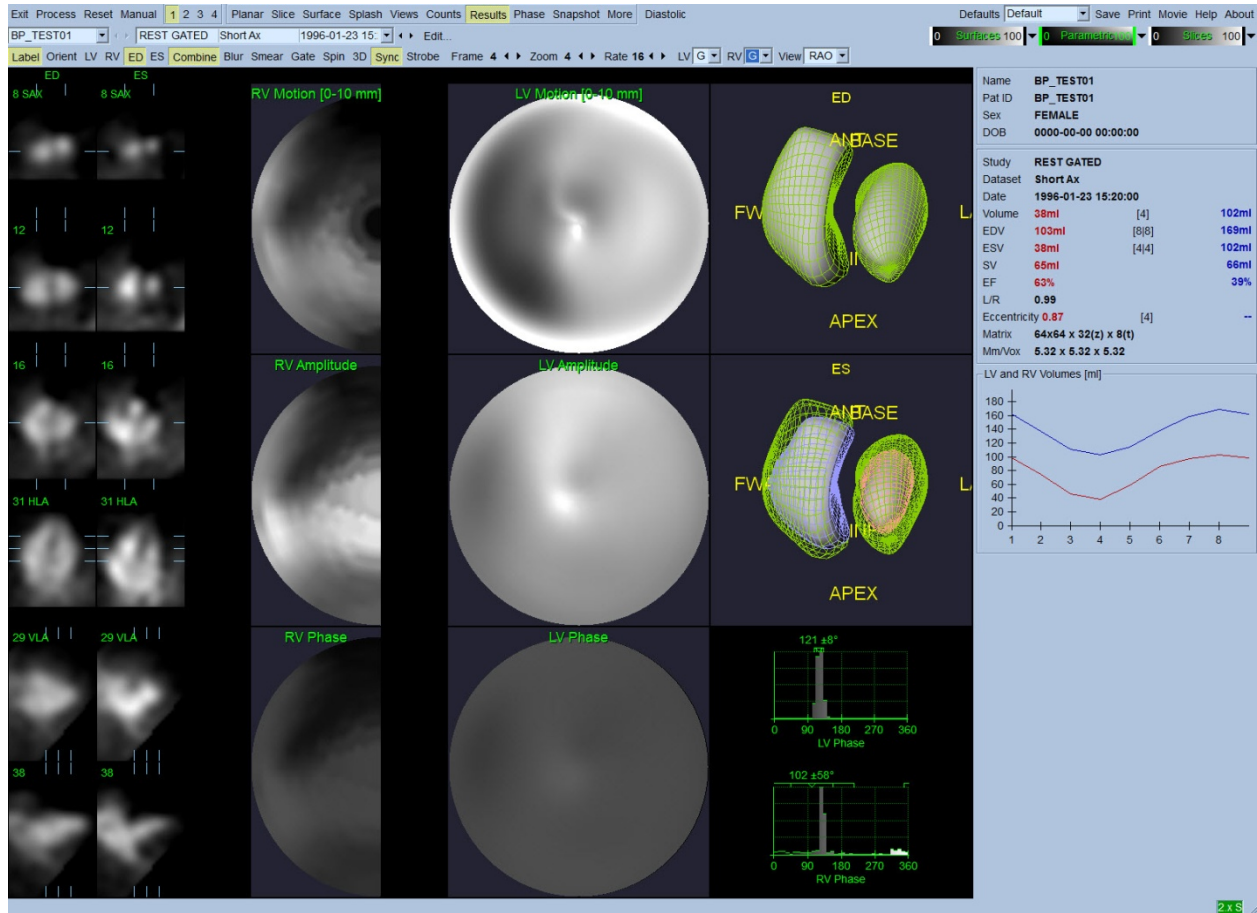 Exit Process Reset Manual 1 2 3 4 Planar Slice Surface Splash Views Counts Results Phase Snapshot More Diastolic Defaults Default Save Print Movie Help About
BP_TEST01 REST GATED Short Ax 1996-01-23 15: Edit... 0 Surfaces 100 0 Parametric 100 0 Slices 100
Label Orient LV RV ED ES Combine Blur Smear Gate Spin 3D Sync Strobe Frame 4 Zoom 4 Rate 16 LV G RV G View RAO
ED ES
8 SAX 8 SAX
12 12
16 16
31 HLA 31 HLA
29 VLA 29 VLA
38 38
RV Motion [0-10 mm] LV Motion [0-10 mm]
RV Amplitude LV Amplitude
RV Phase LV Phase
ED
ANT BASE
FW
APEX
ES
ANT BASE
FW
APEX
121 ±8°
0 90 180 270 360
LV Phase
102 ±58°
0 90 180 270 360
RV Phase
Name BP_TEST01
Pat ID BP_TEST01
Sex FEMALE
DOB 0000-00-00 00:00:00
Study REST GATED
Dataset Short Ax
Date 1996-01-23 15:20:00
Volume 38ml [4] 102ml
EDV 103ml [8|8] 169ml
ESV 38ml [4|4] 102ml
SV 65ml 66ml
EF 63% 39%
L/R 0.99
Eccentricity 0.87 [4] --
Matrix 64x64 x 32(z) x 8(t)
Mm/Vox 5.32 x 5.32 x 5.32
LV and RV Volumes [ml]
180
160
140
120
100
80
60
40
20
0
1 2 3 4 5 6 7 8
2 x S